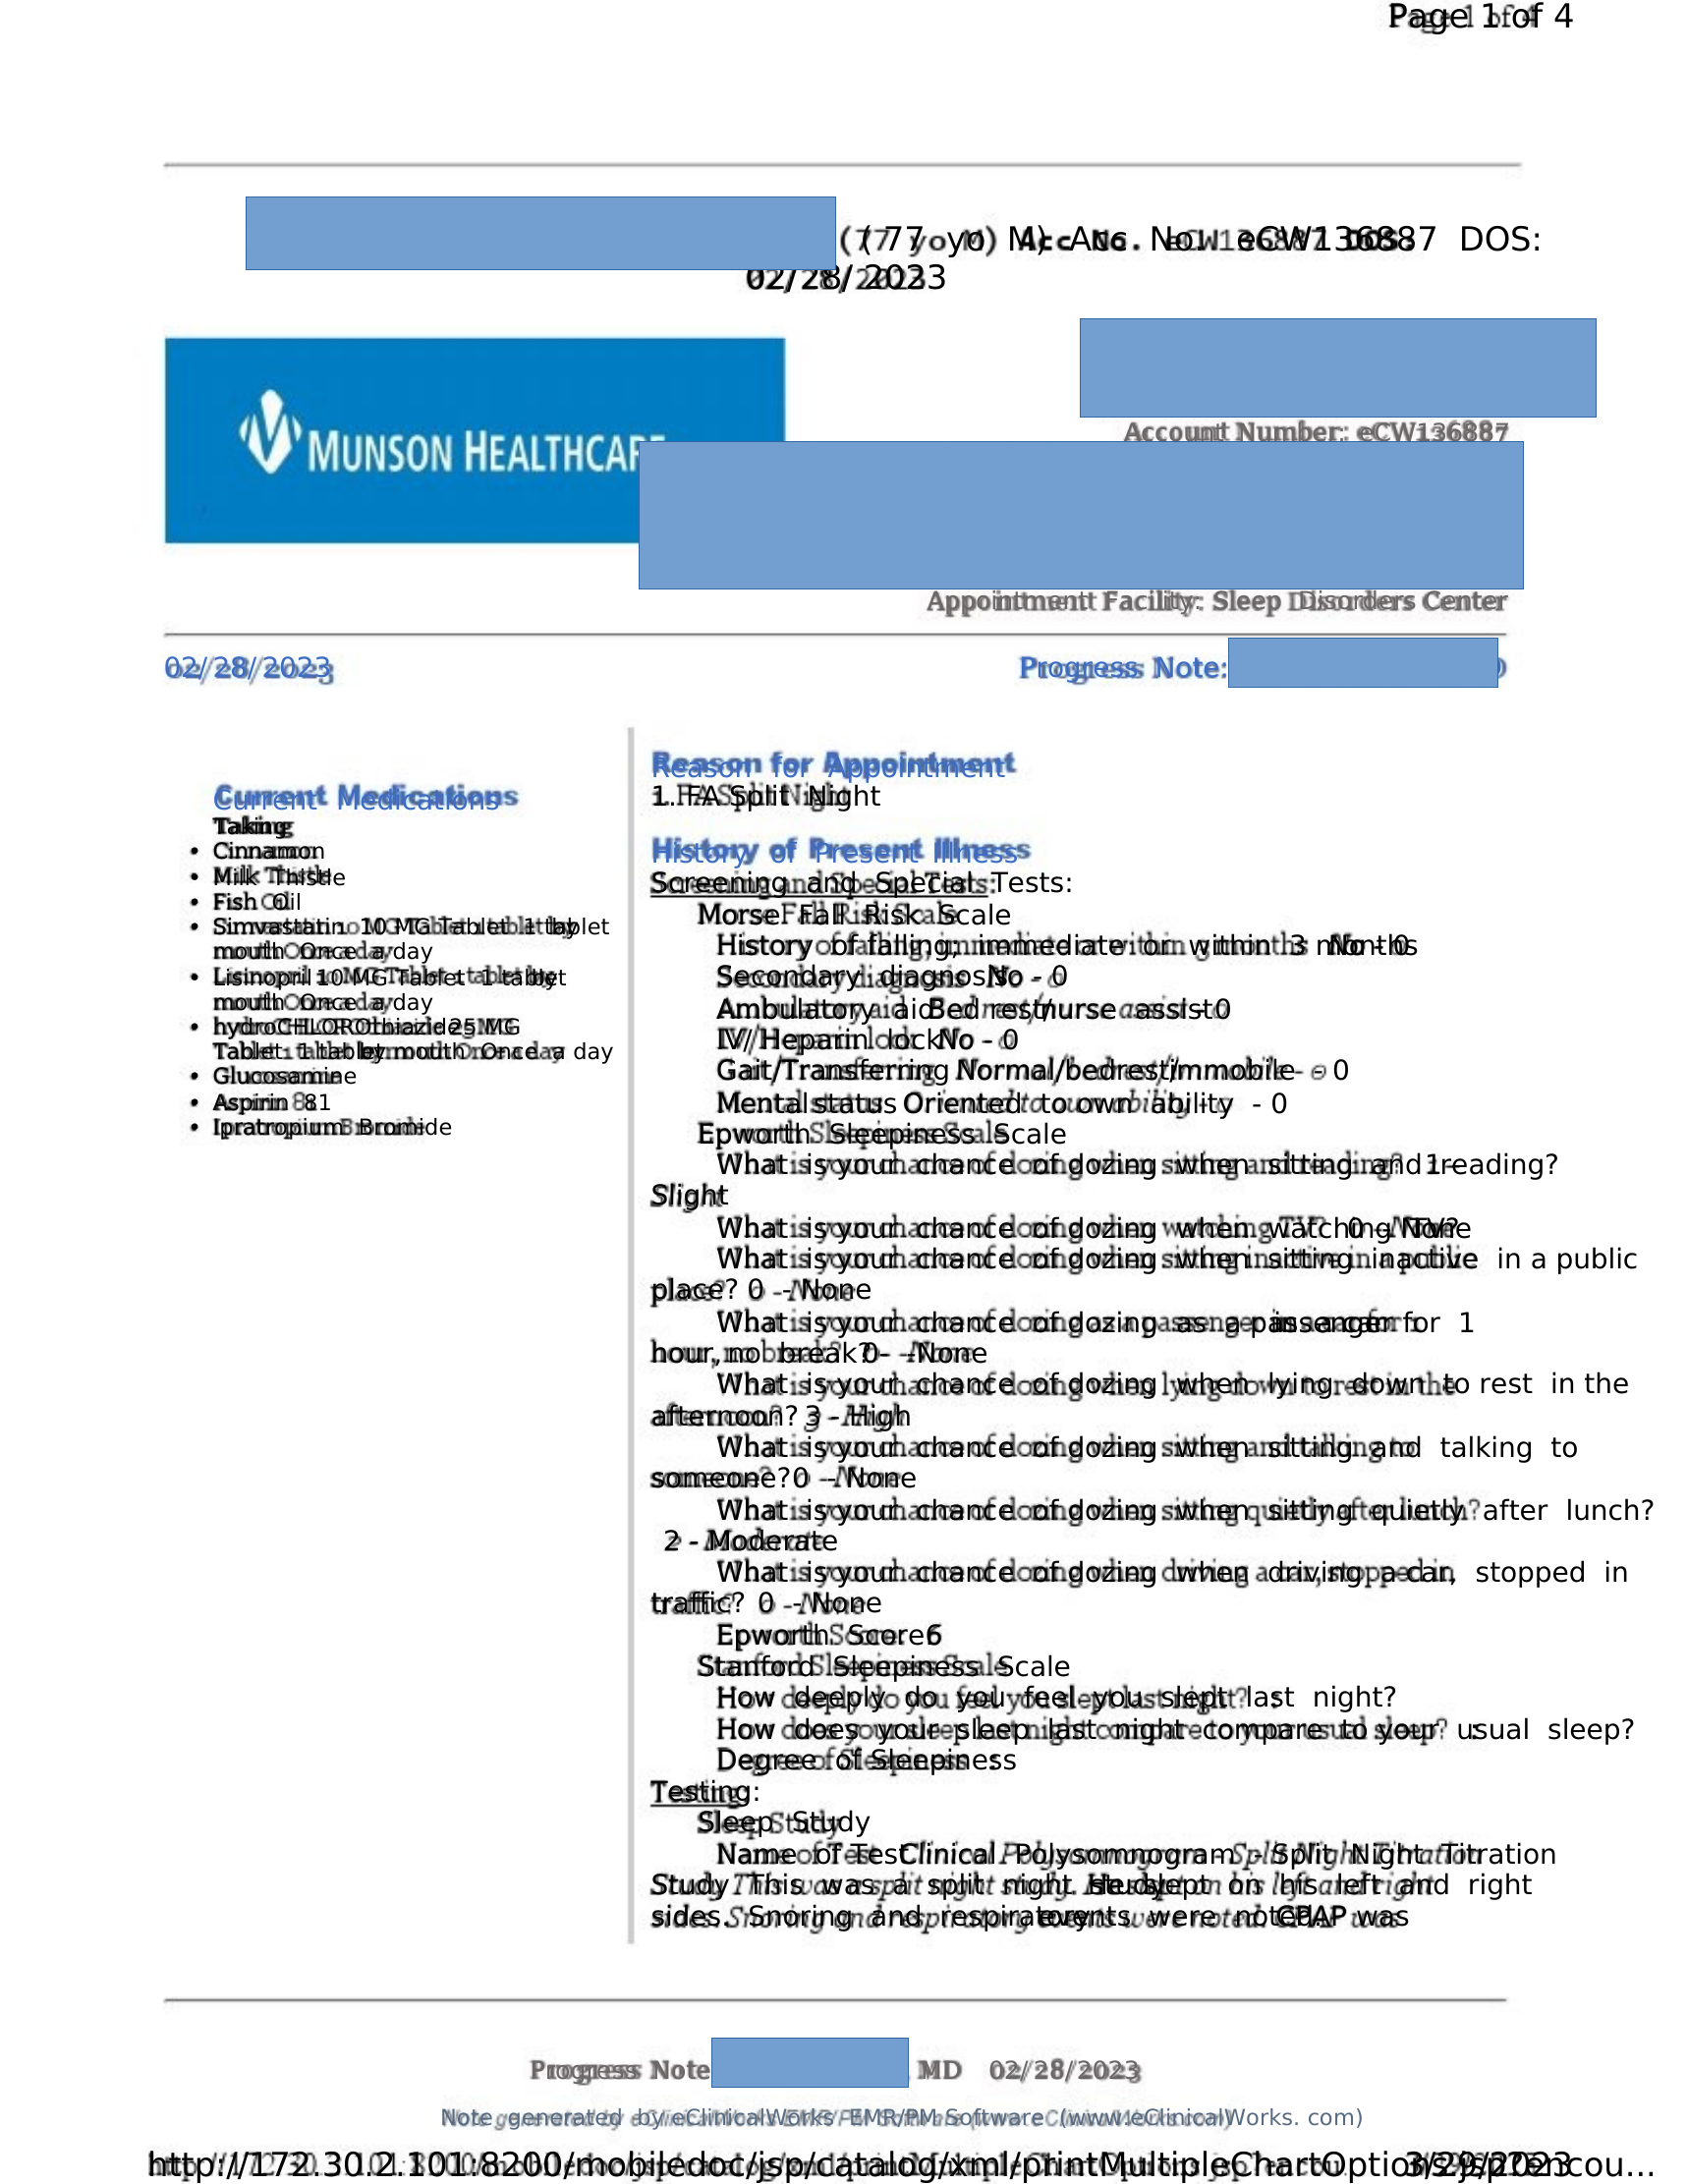 Page 1 of 4
(77 yo M) Acc No. eCW136887 DOS:
02/28/2023
MUNSON HEALTHCAR
Account Number: eCW136887
Appointment Facility: Sleep Disorders Center
02/28/2023
Progress Note:
Current Medications
Taking
• Cinnamon
• Milk Thistle
• Fish Oil
• Simvastatin 10 MG Tablet 1 tablet by
mouth Once a day
• Lisinopril 10 MG Tablet 1 tablet by
mouth Once a day
• hydroCHLOROthiazide 25 MG
Tablet 1 tablet by mouth Once a day
• Glucosamine
• Aspirin 81
• Ipratropium Bromide
Reason for Appointment
1. FA Split Night
History of Present Illness
Screening and Special Tests:
Morse Fall Risk Scale
History of falling, immediate or within 3 months No - 0
Secondary diagnosis No - 0
Ambulatory aid Bed rest/nurse assist - 0
IV/Heparin lock No - 0
Gait/Transferring Normal/bedrest/immobile - 0
Mental status Oriented to own ability - 0
Epworth Sleepiness Scale
What is your chance of dozing when sitting and reading? 1 -
Slight
What is your chance of dozing when watching TV? 0 - None
What is your chance of dozing when sitting inactive in a public
place? 0 - None
What is your chance of dozing as a passenger in a car for 1
hour, no break? 0 - None
What is your chance of dozing when lying down to rest in the
afternoon? 3 - High
What is your chance of dozing when sitting and talking to
someone? 0 - None
What is your chance of dozing when sitting quietly after lunch?
2 - Moderate
What is your chance of dozing when driving a car, stopped in
traffic? 0 - None
Epworth Score 6
Stanford Sleepiness Scale
How deeply do you feel you slept last night? :
How does your sleep last night compare to your usual sleep? :
Degree of Sleepiness :
Testing:
Sleep Study
Name of Test Clinical Polysomnogram - Split Night Titration
Study. This was a split night study. He slept on his left and right
sides. Snoring and respiratory events were noted. CPAP was
Progress Note MD 02/28/2023
Note generated by eClinicalWorks EMR/PM Software (www.eClinicalWorks.com)
http://172.30.2.101:8200/mobiledoc/jsp/catalog/xml/printMultipleChartOptions.jsp?encou... 3/29/2023